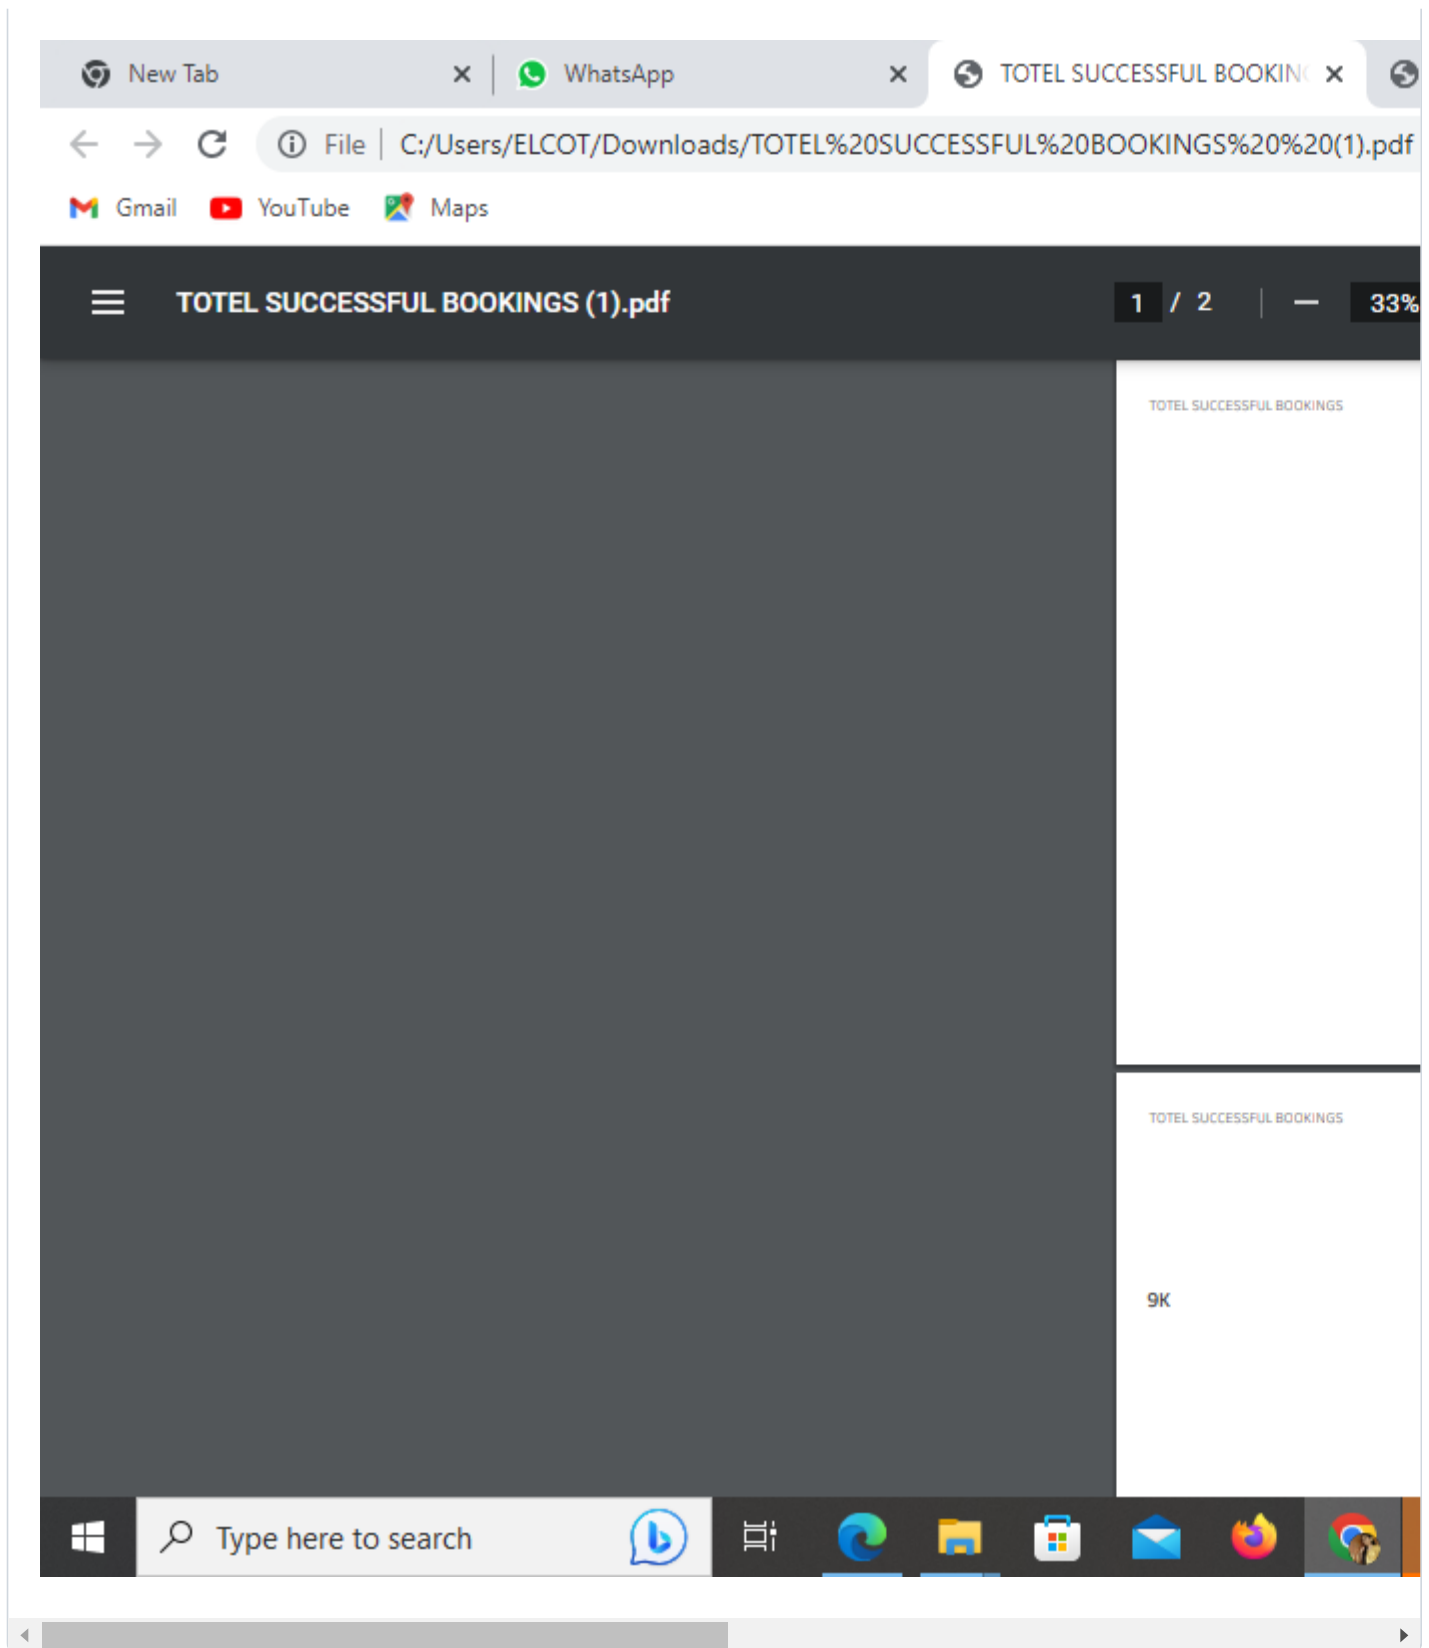 New Tab
WhatsApp
TOTEL SUCCESSFUL BOOKIN
File
C:/Users/ELCOT/Downloads/TOTEL%20SUCCESSFUL%20BOOKINGS%20%20(1).pdf
Gmail
YouTube
Maps
TOTEL SUCCESSFUL BOOKINGS (1).pdf
1 / 2
33%
TOTEL SUCCESSFUL BOOKINGS
TOTEL SUCCESSFUL BOOKINGS
9K
Type here to search